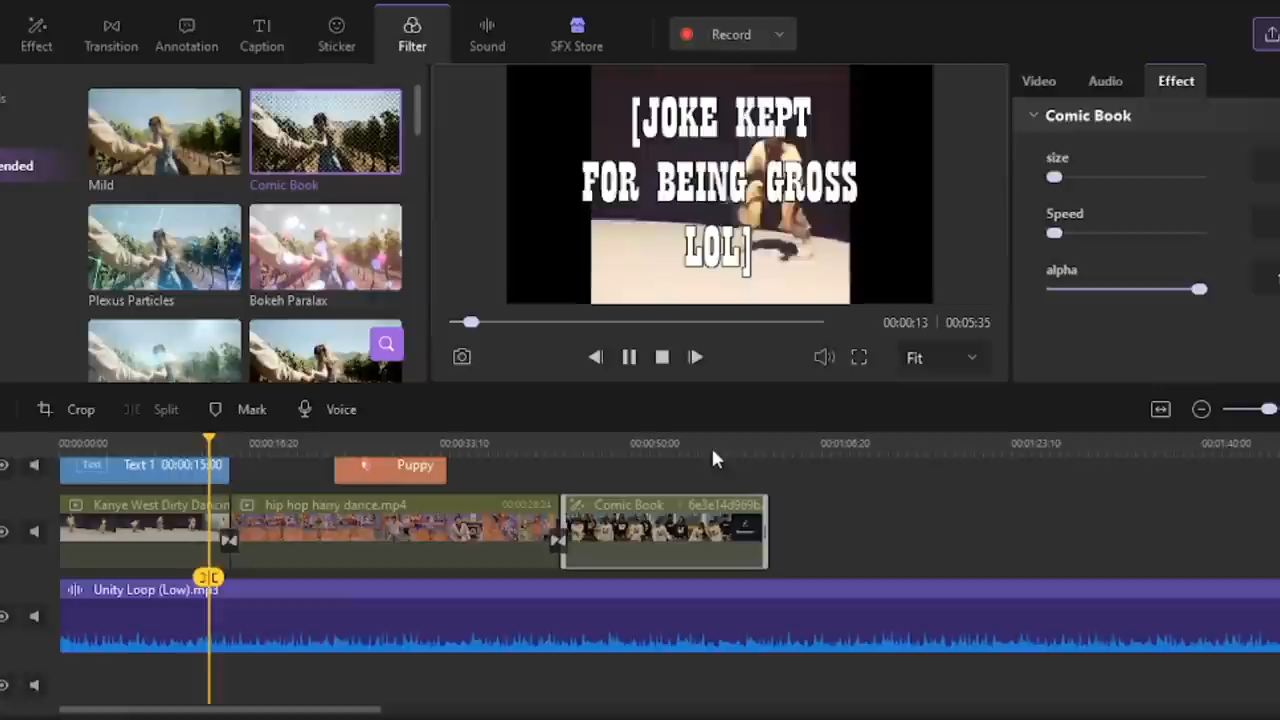 Effect
Transition
Annotation
Caption
Sticker
Filter
Sound
SFX Store
Record
ended
Mild
Comic Book
Plexus Particles
Bokeh Paralax
[JOKE KEPT
FOR BEING GROSS
LOL]
00:00:13 | 00:05:35
Fit
Video
Audio
Effect
Comic Book
size
Speed
alpha
Crop
Split
Mark
Voice
00:00:00:00
00:00:16:20
00:00:33:10
00:00:50:00
00:01:06:20
00:01:23:10
00:01:40:00
Text
Text 1 00:00:15:00
Puppy
Kanye West Dirty Dancin
hip hop harry dance.mp4
00:00:28:24
Comic Book
Unity Loop (Low).mp3